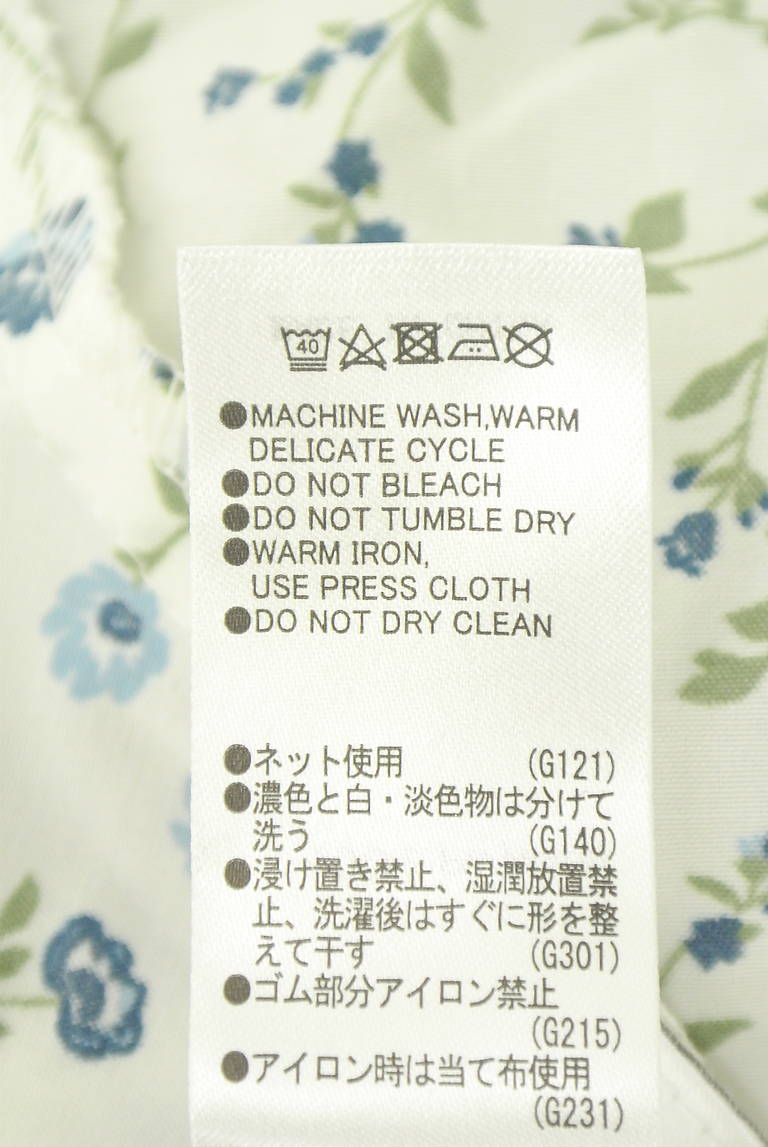 40
●MACHINE WASH,WARM
DELICATE CYCLE
●DO NOT BLEACH
●DO NOT TUMBLE DRY
●WARM IRON,
USE PRESS CLOTH
●DO NOT DRY CLEAN
●ネット使用 (G121)
●濃色と白・淡色物は分けて
洗う (G140)
●浸け置き禁止、湿潤放置禁
止、洗濯後はすぐに形を整
えて干す (G301)
●ゴム部分アイロン禁止
(G215)
●アイロン時は当て布使用
(G231)